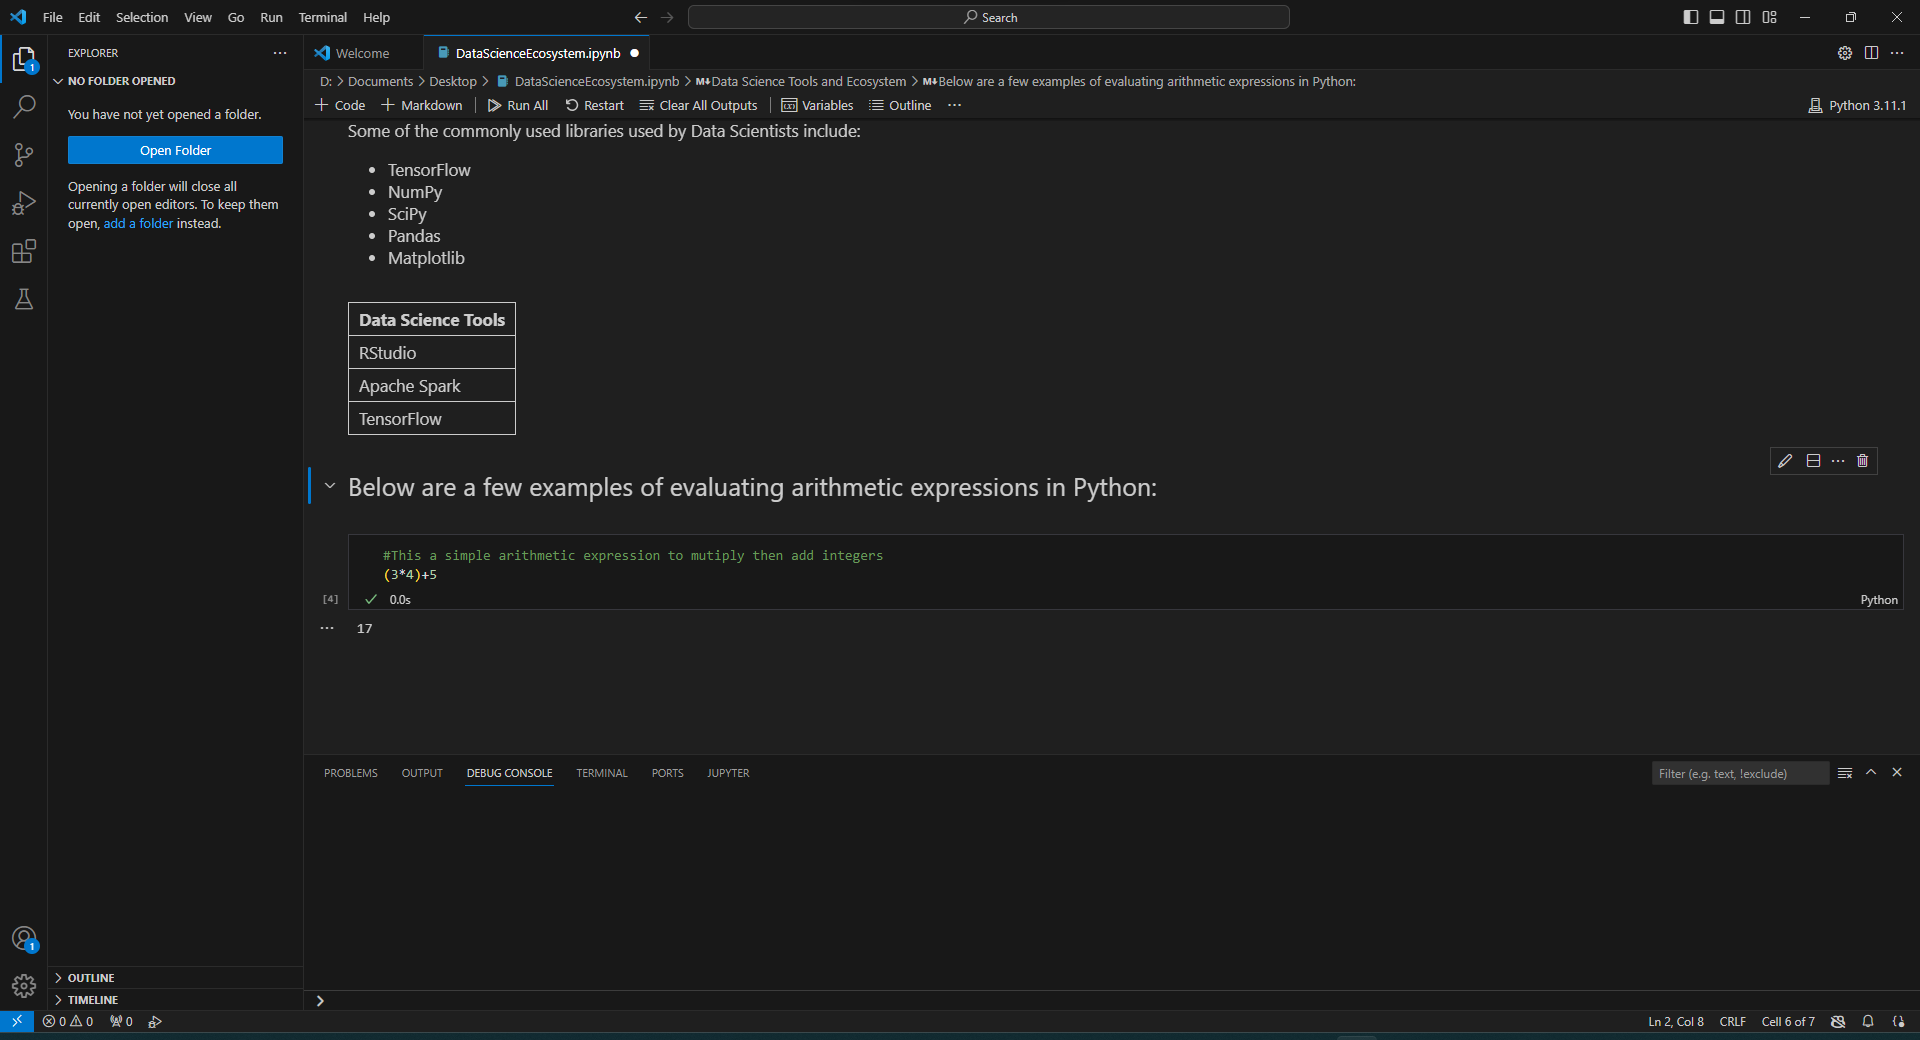 File Edit Selection View Go Run Terminal Help
Search
EXPLORER
NO FOLDER OPENED
You have not yet opened a folder.
Open Folder
Opening a folder will close all
currently open editors. To keep them
open, add a folder instead.
OUTLINE
TIMELINE
Welcome
DataScienceEcosystem.ipynb
D: > Documents > Desktop > DataScienceEcosystem.ipynb > M↓Data Science Tools and Ecosystem > M↓Below are a few examples of evaluating arithmetic expressions in Python:
+ Code + Markdown Run All Restart Clear All Outputs Variables Outline ...
Python 3.11.1
Some of the commonly used libraries used by Data Scientists include:
• TensorFlow
• NumPy
• SciPy
• Pandas
• Matplotlib
Data Science Tools
RStudio
Apache Spark
TensorFlow
Below are a few examples of evaluating arithmetic expressions in Python:
#This a simple arithmetic expression to mutiply then add integers
(3*4)+5
[4] 0.0s
Python
17
PROBLEMS OUTPUT DEBUG CONSOLE TERMINAL PORTS JUPYTER
Filter (e.g. text, !exclude)
1
1
0 0 0
Ln 2, Col 8 CRLF Cell 6 of 7